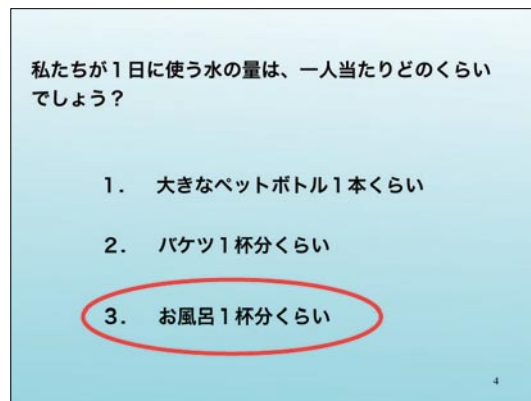 私たちが１日に使う水の量は、一人当たりどのくらい
でしょう？
１．　大きなペットボトル１本くらい
２．　バケツ１杯分くらい
３．　お風呂１杯分くらい
4